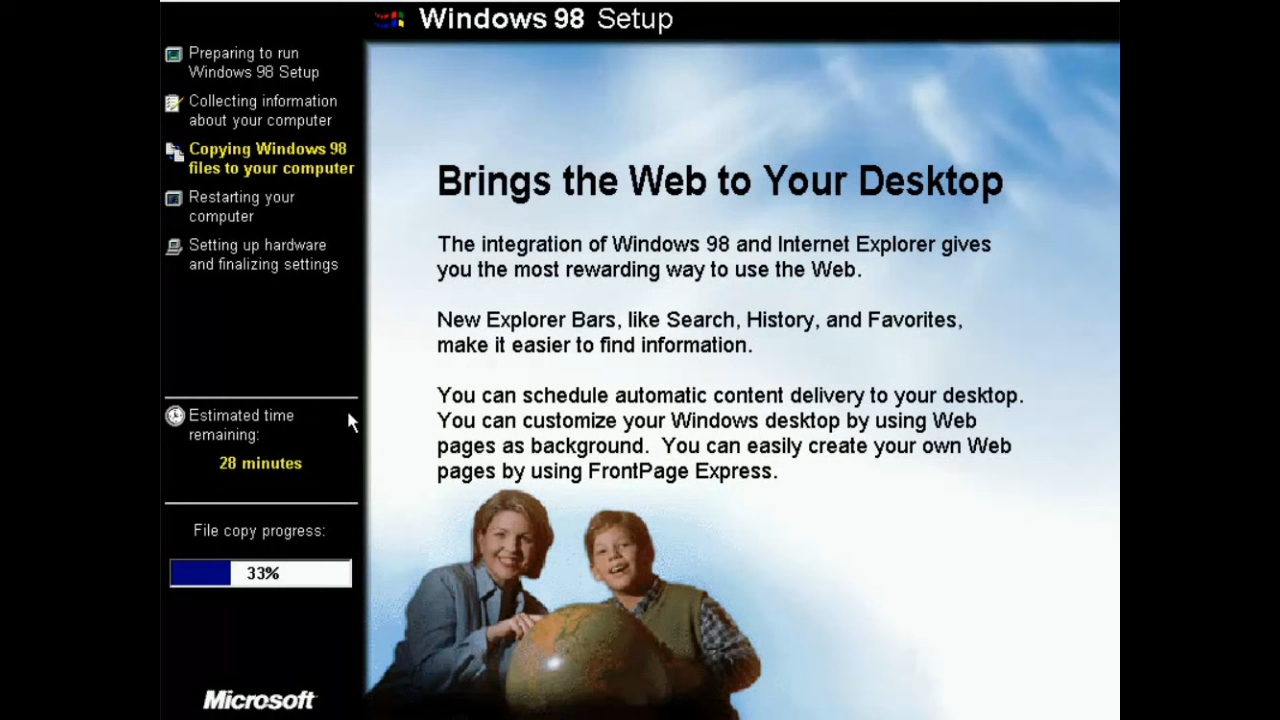 Windows 98 Setup
Preparing to run
Windows 98 Setup
Collecting information
about your computer
Copying Windows 98
files to your computer
Restarting your
computer
Setting up hardware
and finalizing settings
Estimated time
remaining:
28 minutes
File copy progress:
33%
Microsoft
Brings the Web to Your Desktop
The integration of Windows 98 and Internet Explorer gives
you the most rewarding way to use the Web.
New Explorer Bars, like Search, History, and Favorites,
make it easier to find information.
You can schedule automatic content delivery to your desktop.
You can customize your Windows desktop by using Web
pages as background.  You can easily create your own Web
pages by using FrontPage Express.